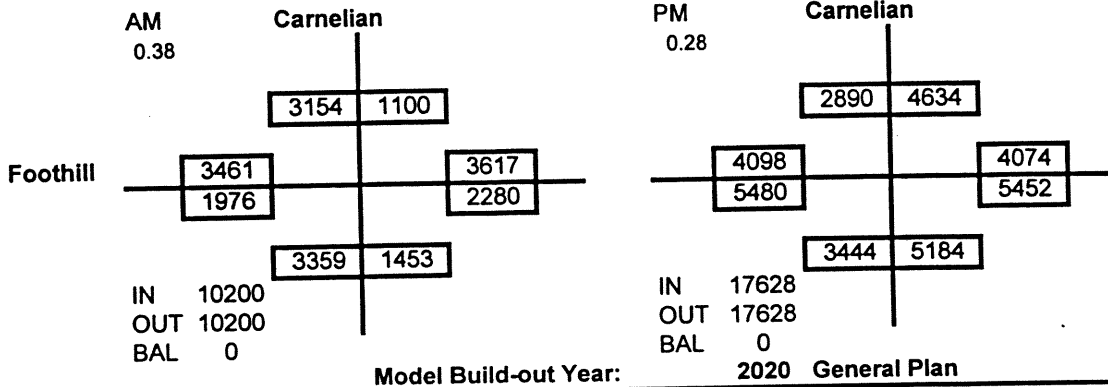 AM Carnelian PM Carnelian
0.38 0.28
3154 1100 2890 4634
Foothill 3461 3617 4098 4074
1976 2280 5480 5452
3359 1453 3444 5184
IN 10200 IN 17628
OUT 10200 OUT 17628
BAL 0 BAL 0
Model Build-out Year: 2020 General Plan